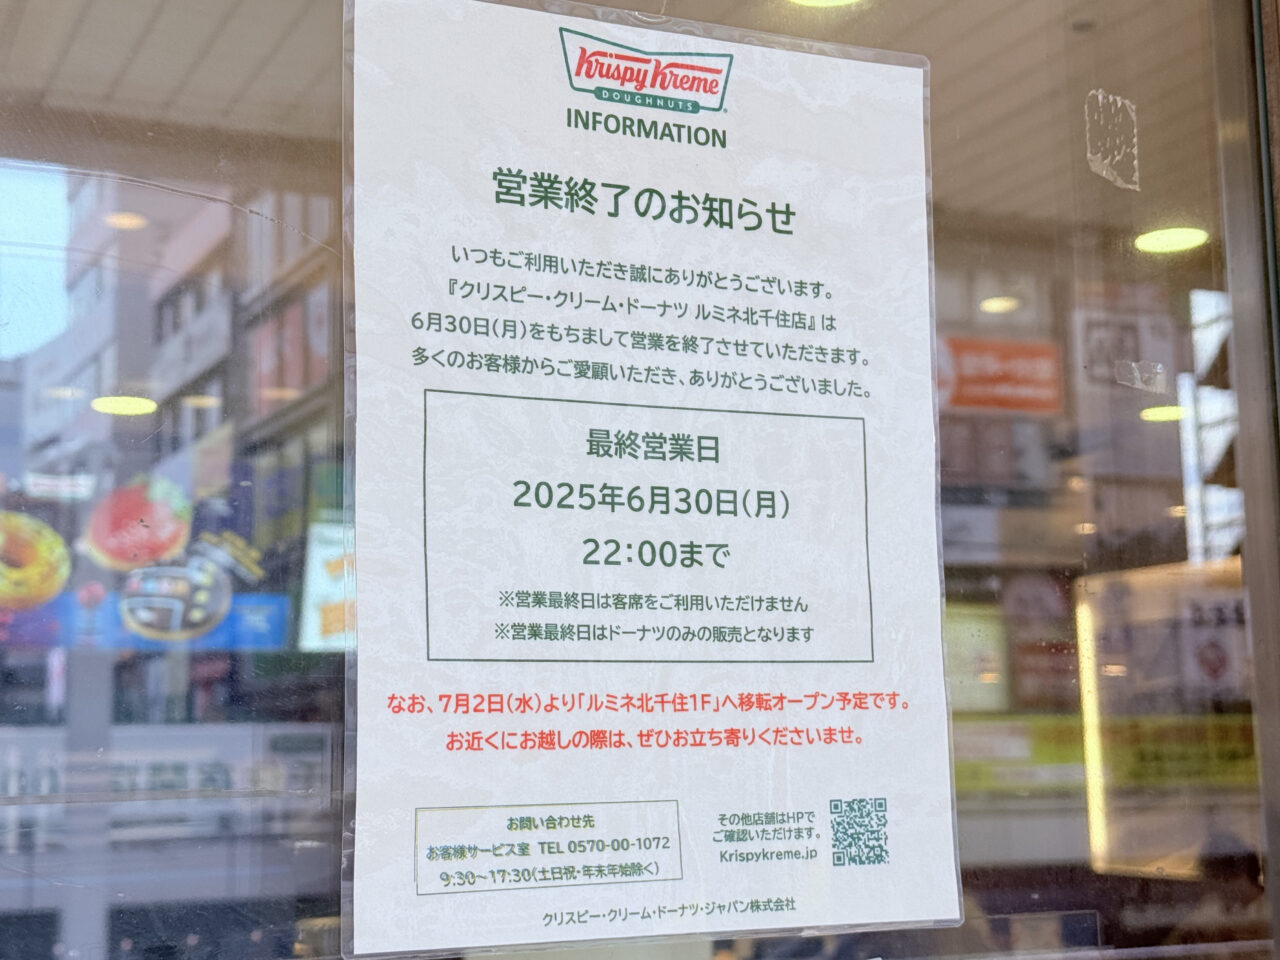 Krispy Kreme
DOUGHNUTS
INFORMATION
営業終了のお知らせ
いつもご利用いただき誠にありがとうございます。
『クリスピー・クリーム・ドーナツ ルミネ北千住店』は
6月30日(月)をもちまして営業を終了させていただきます。
多くのお客様からご愛顧いただき、ありがとうございました。
最終営業日
2025年6月30日(月)
22:00まで
※営業最終日は客席をご利用いただけません
※営業最終日はドーナツのみの販売となります
なお、7月2日(水)より「ルミネ北千住1F」へ移転オープン予定です。
お近くにお越しの際は、ぜひお立ち寄りくださいませ。
お問い合わせ先
お客様サービス室 TEL 0570-00-1072
9:30～17:30(土日祝・年末年始除く)
その他店舗はHPで
ご確認いただけます。
Krispykreme.jp
クリスピー・クリーム・ドーナツ・ジャパン株式会社